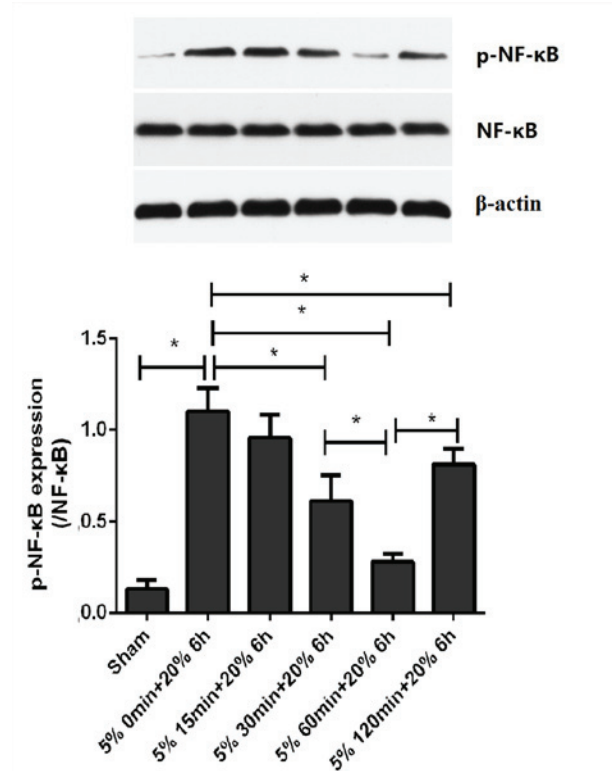 p-NF-κB
NF-κB
β-actin
*
*
*
*
*
*
1.5
1.0
0.5
0.0
p-NF-κB expression
(/NF-κB)
Sham
5% 0min+20% 6h
5% 15min+20% 6h
5% 30min+20% 6h
5% 60min+20% 6h
5% 120min+20% 6h